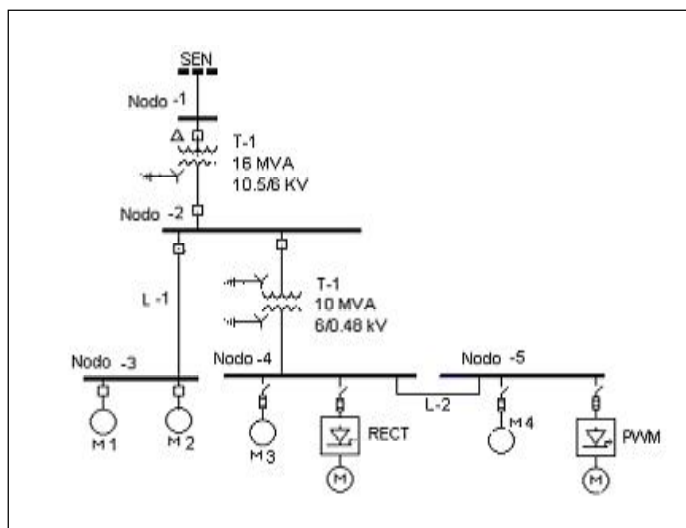 SEN
Nodo -1
T-1
16 MVA
10.5/6 KV
Nodo -2
L -1
T-1
10 MVA
6/0.48 kV
Nodo -3
Nodo -4
Nodo -5
L-2
M 1
M 2
M 3
RECT
M
M 4
PWM
M